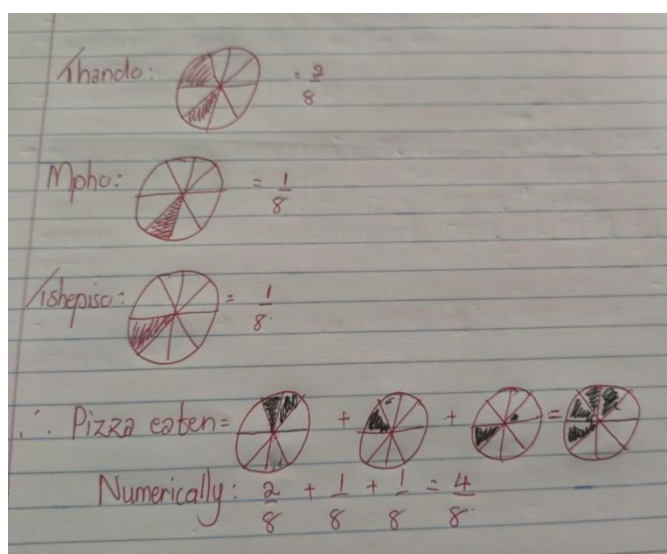 Thando: = 2/8
Mpho: = 1/8
Tshepiso: = 1/8.
∴ Pizza eaten = + + =
Numerically: 2/8 + 1/8 + 1/8 = 4/8.